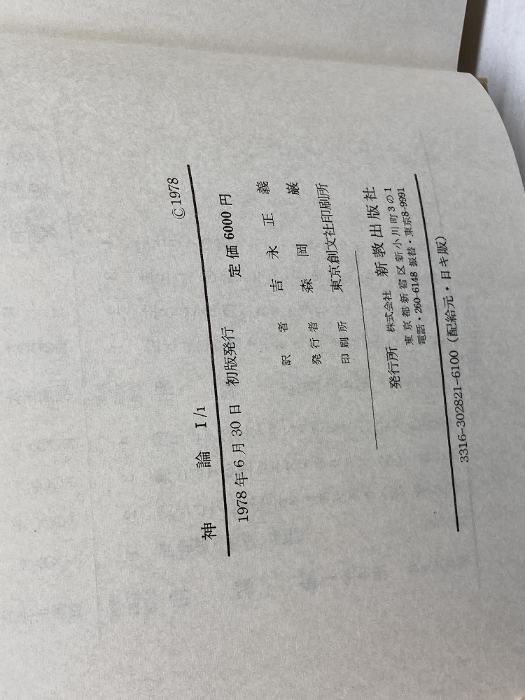 ©1978
神 論 I/1
1978年6月30日 初版発行 定価6000円
訳者 吉永正義
発行者 森岡巌
印刷所 東京創文社印刷所
発行所 株式会社 新教出版社
東京都新宿区新小川町3の1
電話・260-6148 振替・東京8-9991
3316-302821-6100(配給元・日キ販)